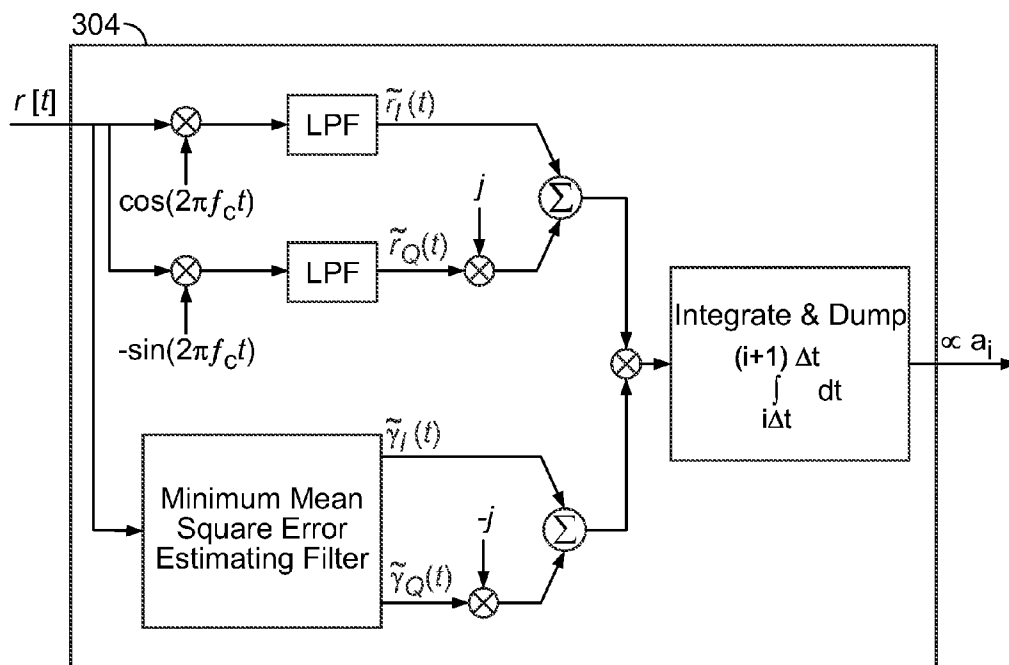 304
r [t]
LPF
r̃I(t)
cos(2πfct)
j
Σ
LPF
r̃Q(t)
-sin(2πfct)
Integrate & Dump
(i+1) Δt
∫ dt
iΔt
∝ ai
Minimum Mean
Square Error
Estimating Filter
γ̃I(t)
-j
Σ
γ̃Q(t)